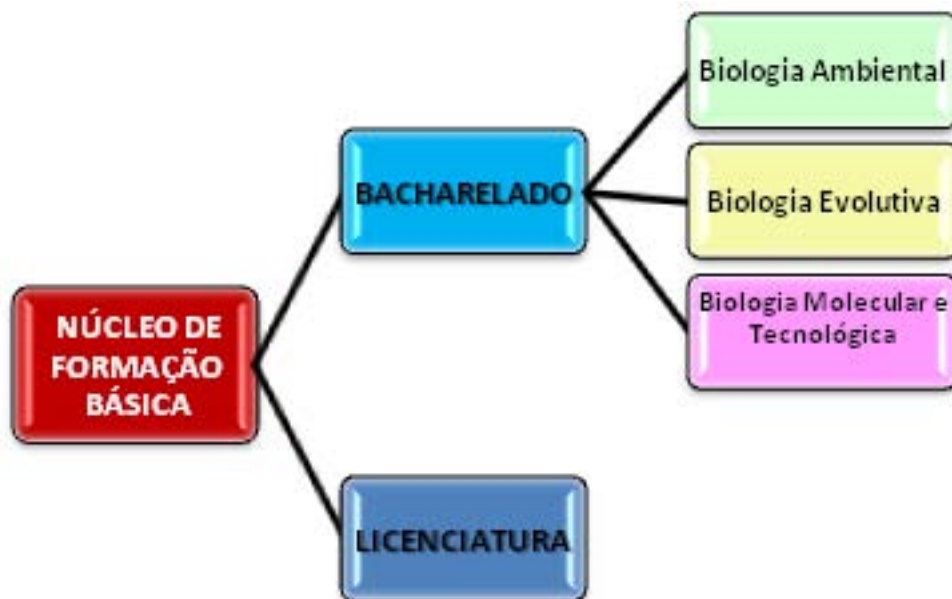 Biologia Ambiental
BACHARELADO
Biologia Evolutiva
Biologia Molecular e
Tecnológica
NÚCLEO DE
FORMAÇÃO
BÁSICA
LICENCIATURA